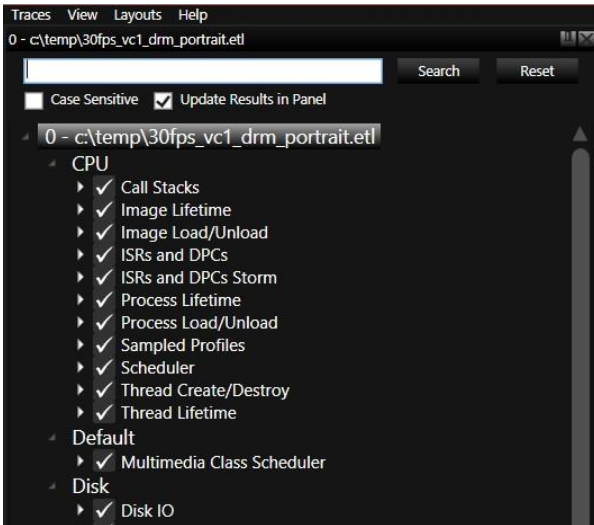 Traces View Layouts Help
0 - c:\temp\30fps_vc1_drm_portrait.etl
Search Reset
Case Sensitive Update Results in Panel
0 - c:\temp\30fps_vc1_drm_portrait.etl
CPU
Call Stacks
Image Lifetime
Image Load/Unload
ISRs and DPCs
ISRs and DPCs Storm
Process Lifetime
Process Load/Unload
Sampled Profiles
Scheduler
Thread Create/Destroy
Thread Lifetime
Default
Multimedia Class Scheduler
Disk
Disk IO